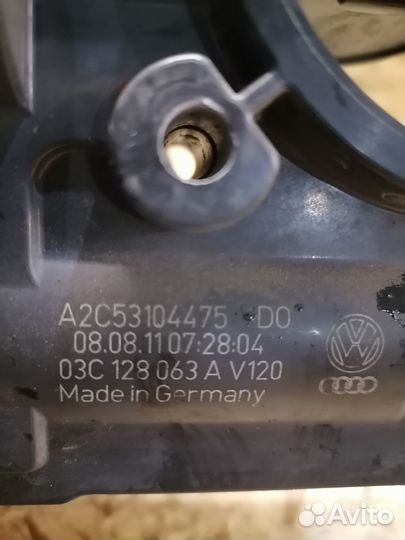 A2C53104475 D0
08.08.11 07:28:04
03C 128 063 A V120
Made in Germany
Avito